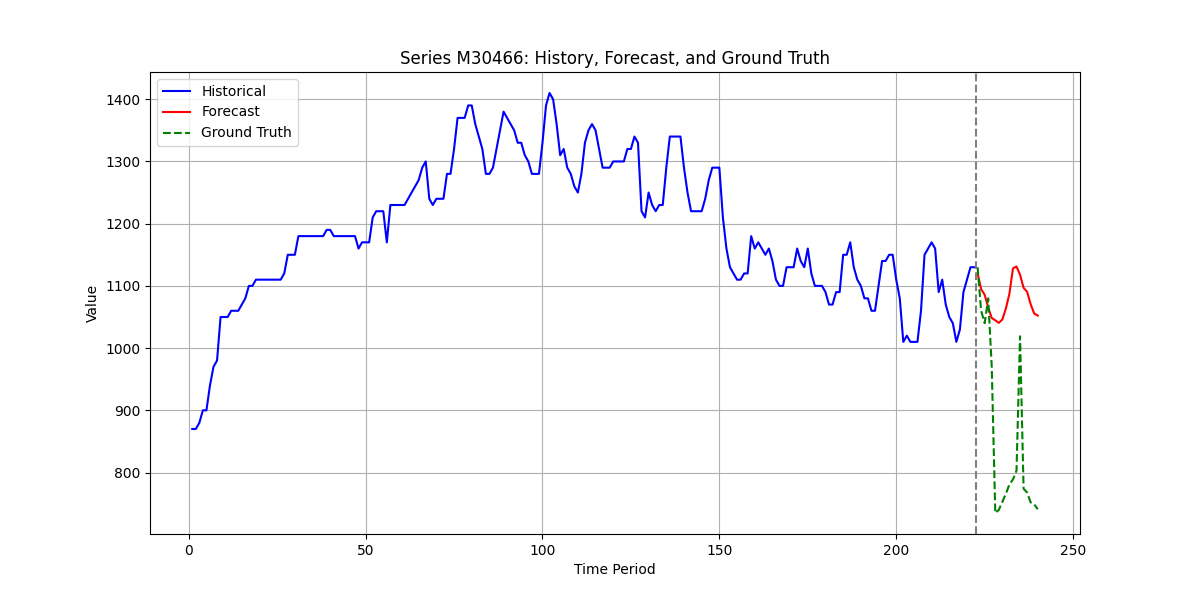 Series M30466: History, Forecast, and Ground Truth
Historical
Forecast
Ground Truth
1400
1300
1200
1100
1000
900
800
Value
0 50 100 150 200 250
Time Period